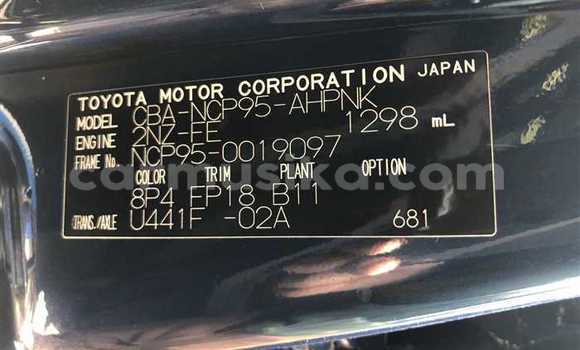 TOYOTA MOTOR CORPORATION JAPAN
MODEL CBA-NCP95-AHPNK
ENGINE 2NZ-FE 1298 mL
FRAME No. NCP95-0019097
COLOR TRIM PLANT OPTION
8P4 FP18 B11
TRANS./AXLE U441F -02A 681
carmusika.com